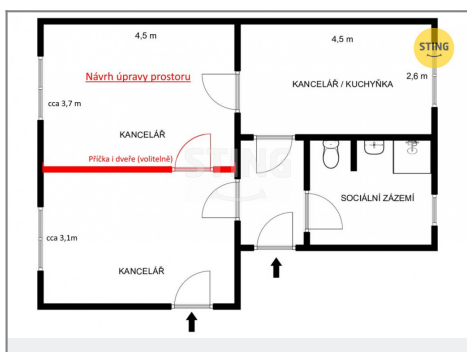 4,5 m
4,5 m
STING
Návrh úpravy prostoru
2,6 m
cca 3,7 m
KANCELÁŘ / KUCHYŇKA
KANCELÁŘ
Příčka i dveře (volitelně)
STING
SOCIÁLNÍ ZÁZEMÍ
cca 3,1m
KANCELÁŘ